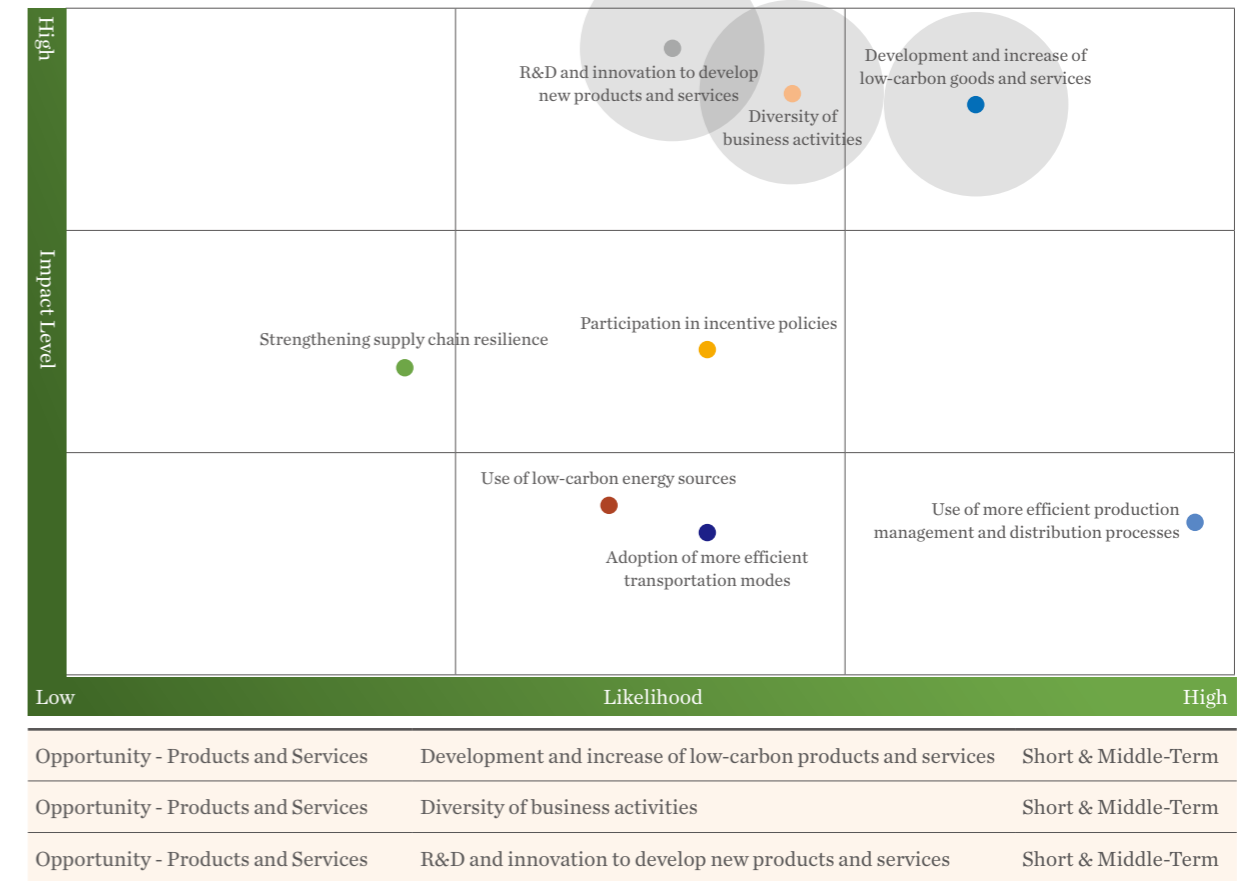 High
Impact Level
R&D and innovation to develop
new products and services
Diversity of
business activities
Development and increase of
low-carbon goods and services
Strengthening supply chain resilience
Participation in incentive policies
Use of low-carbon energy sources
Adoption of more efficient
transportation modes
Use of more efficient production
management and distribution processes
Low Likelihood High
Opportunity - Products and Services Development and increase of low-carbon products and services Short & Middle-Term
Opportunity - Products and Services Diversity of business activities Short & Middle-Term
Opportunity - Products and Services R&D and innovation to develop new products and services Short & Middle-Term